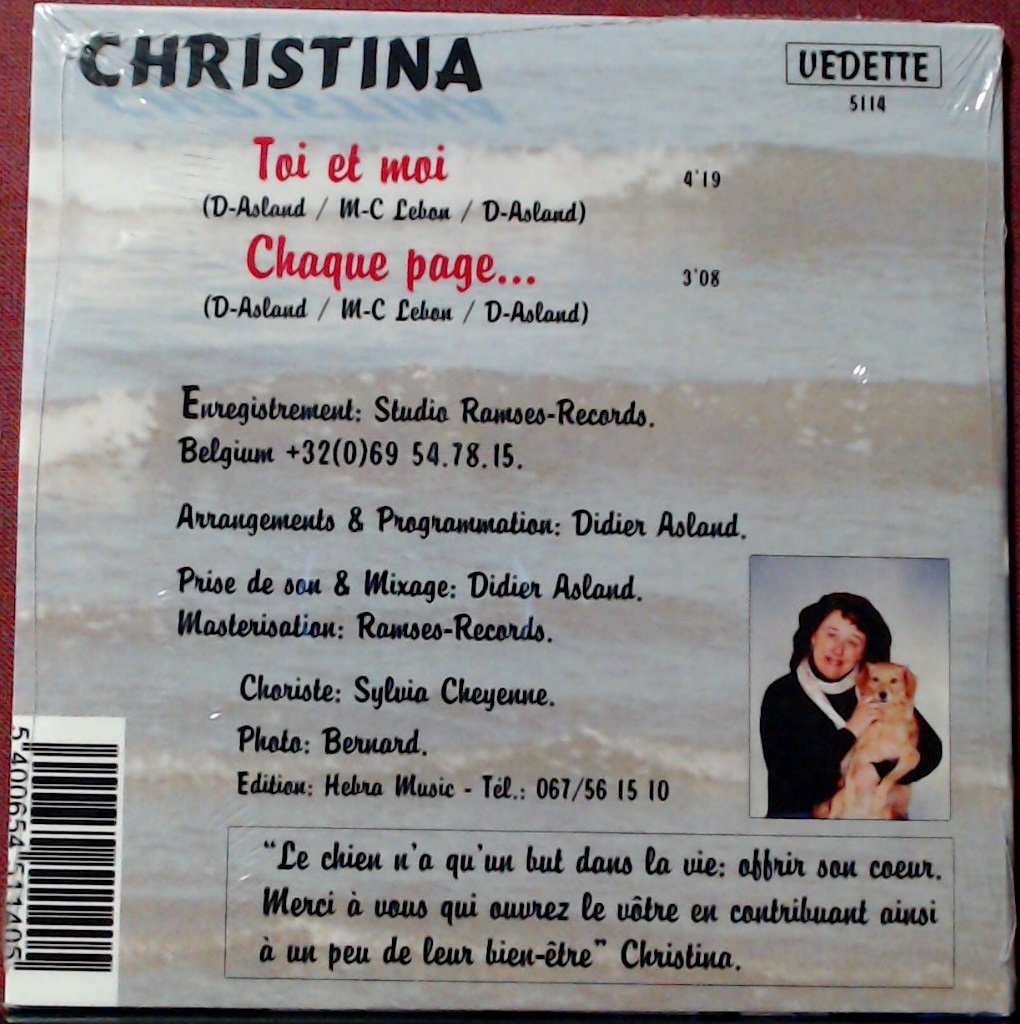 CHRISTINA
VEDETTE
5114
Toi et moi 4'19
(D-Asland / M-C Lebon / D-Asland)
Chaque page... 3'08
(D-Asland / M-C Lebon / D-Asland)
Enregistrement: Studio Ramses-Records.
Belgium +32(0)69 54.78.15.
Arrangements & Programmation: Didier Asland.
Prise de son & Mixage: Didier Asland.
Masterisation: Ramses-Records.
Choriste: Sylvia Cheyenne.
Photo: Bernard.
Edition: Hebra Music - Tél.: 067/56 15 10
"Le chien n'a qu'un but dans la vie: offrir son coeur.
Merci à vous qui ouvrez le vôtre en contribuant ainsi
à un peu de leur bien-être" Christina.
5 400654 511405